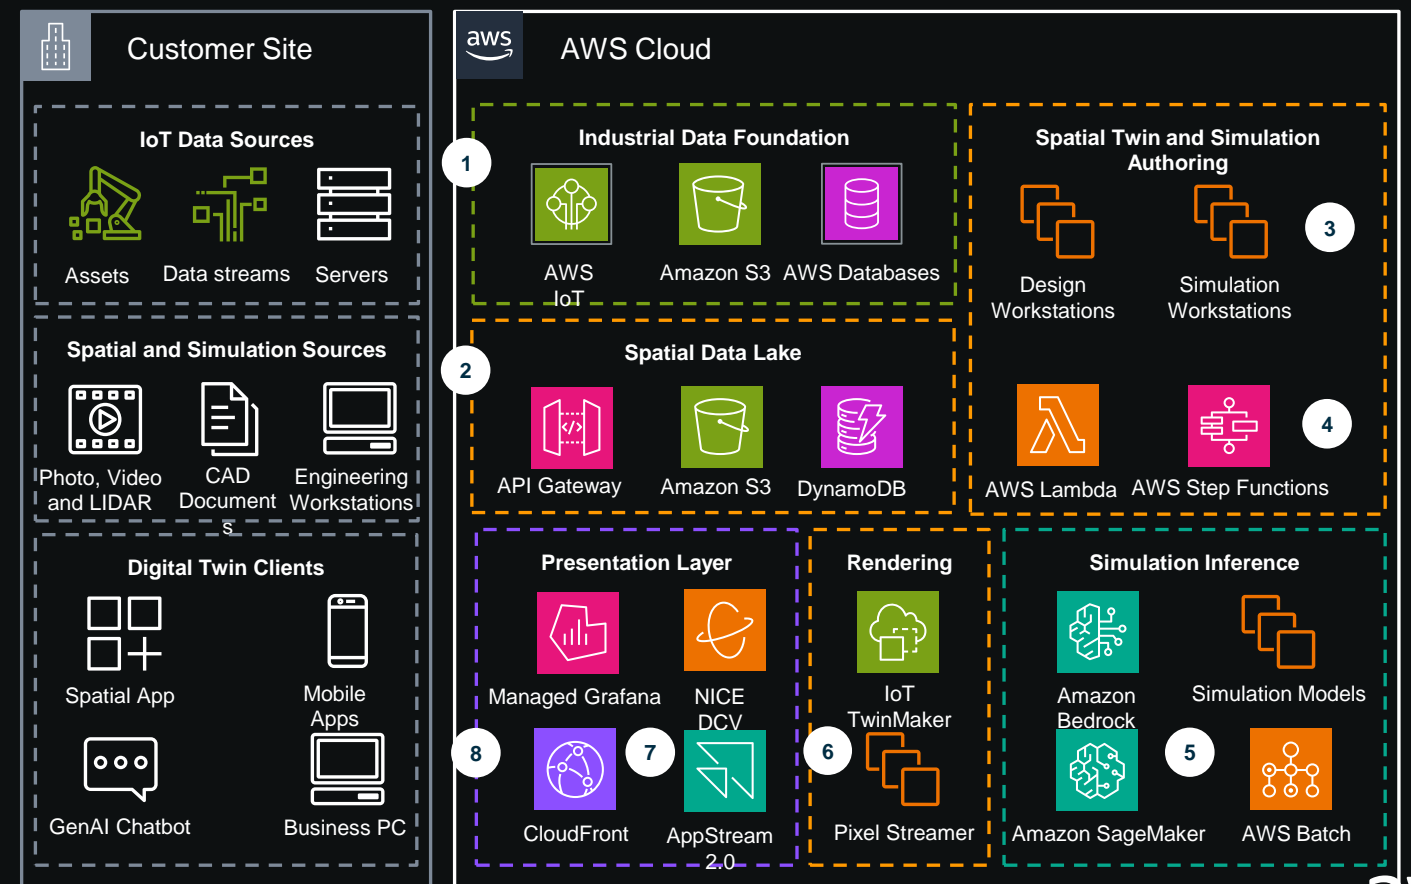 Customer Site
aws
AWS Cloud
IoT Data Sources
Assets
Data streams
Servers
Spatial and Simulation Sources
Photo, Video
and LIDAR
CAD
Document
s
Engineering
Workstations
Digital Twin Clients
Spatial App
Mobile
Apps
GenAI Chatbot
Business PC
1
Industrial Data Foundation
AWS
IoT
Amazon S3
AWS Databases
2
Spatial Data Lake
API Gateway
Amazon S3
DynamoDB
Spatial Twin and Simulation
Authoring
3
Design
Workstations
Simulation
Workstations
4
AWS Lambda
AWS Step Functions
Presentation Layer
Managed Grafana
NICE
DCV
8
7
CloudFront
AppStream
2.0
Rendering
IoT
TwinMaker
6
Pixel Streamer
Simulation Inference
Amazon
Bedrock
Simulation Models
5
Amazon SageMaker
AWS Batch